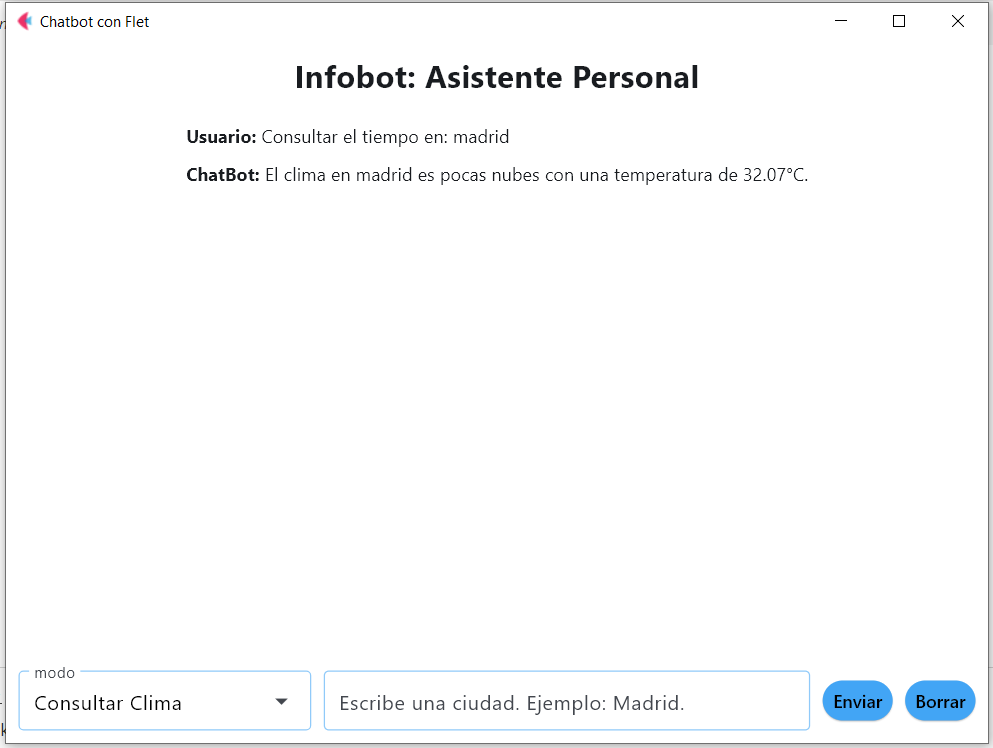 Chatbot con Flet
Infobot: Asistente Personal
Usuario: Consultar el tiempo en: madrid
ChatBot: El clima en madrid es pocas nubes con una temperatura de 32.07°C.
modo
Consultar Clima
Escribe una ciudad. Ejemplo: Madrid.
Enviar
Borrar